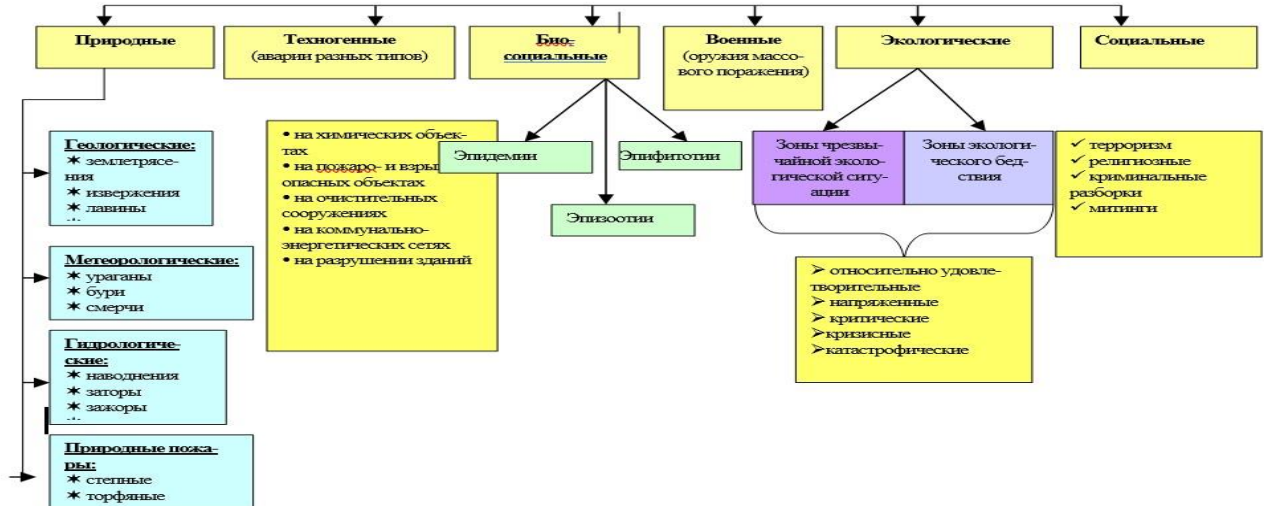 Природные
Техногенные
(аварии разных типов)
Био-
социальные
Военные
(оружия массо-
вого поражения)
Экологические
Социальные
Геологические:
✶ землетрясе-
ния
✶ извержения
✶ лавины
Метеорологические:
✶ ураганы
✶ бури
✶ смерчи
Гидрологиче-
ские:
✶ наводнения
✶ заторы
✶ зажоры
Природные пожа-
ры:
✶ степные
✶ торфяные
• на химических объек-
тах
• на пожаро- и взры
опасных объектах
• на очистительных
сооружениях
• на коммунально-
энергетических сетях
• на разрушении зданий
Эпидемии
Эпифитотии
Эпизоотии
Зоны чрезвы-
чайной эколо-
гической ситу-
ации
Зоны экологи-
ческого бед-
ствия
➢ относительно удовле-
творительные
➢ напряженные
➢ критические
➢кризисные
➢катастрофические
✓ терроризм
✓ религиозные
✓ криминальные
разборки
✓ митинги